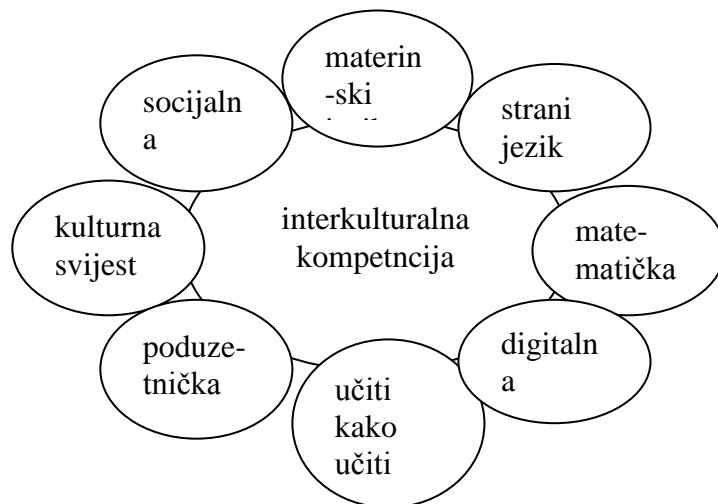 materin
-ski
socijaln
a
strani
jezik
kulturna
svijest
interkulturalna
kompetncija
mate-
matička
poduze-
tnička
digitaln
a
učiti
kako
učiti